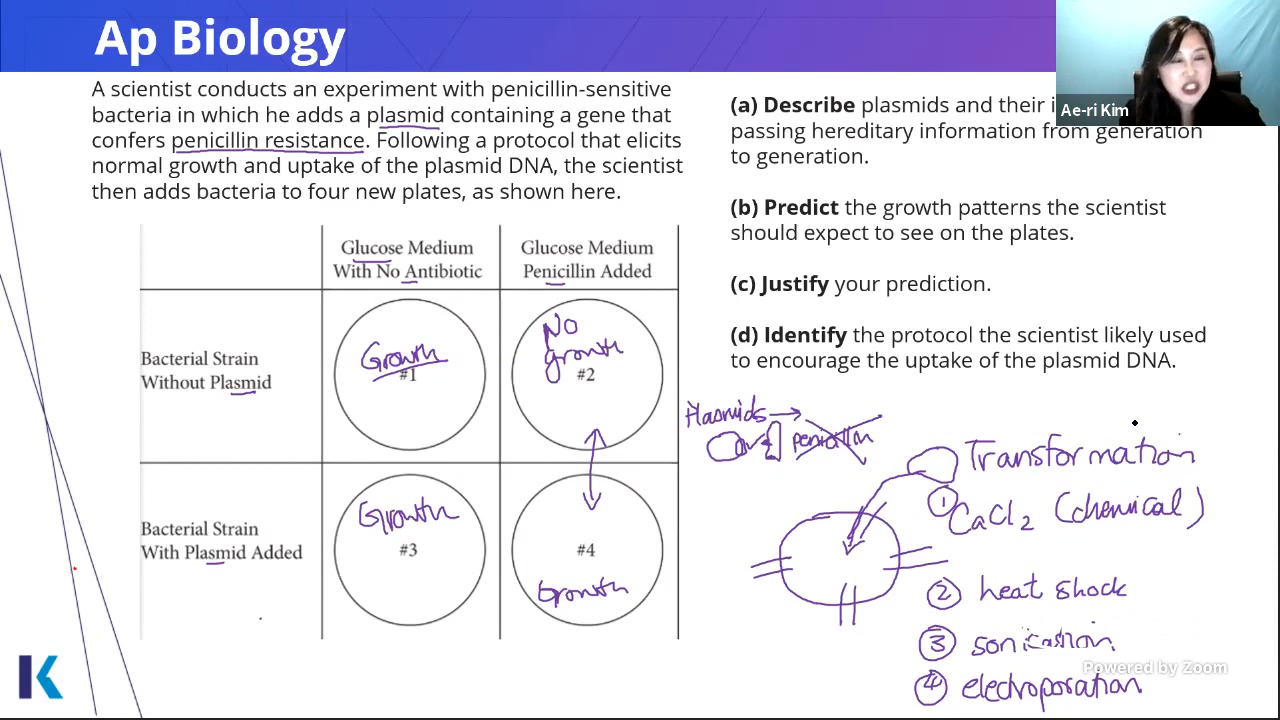 Ap Biology
A scientist conducts an experiment with penicillin-sensitive
bacteria in which he adds a plasmid containing a gene that
confers penicillin resistance. Following a protocol that elicits
normal growth and uptake of the plasmid DNA, the scientist
then adds bacteria to four new plates, as shown here.
Glucose Medium
With No Antibiotic
Glucose Medium
Penicillin Added
Bacterial Strain
Without Plasmid
Growth
#1
No
growth
#2
Bacterial Strain
With Plasmid Added
Growth
#3
#4
Growth
Ae-ri Kim
(a) Describe plasmids and their
passing hereditary information from generation
to generation.
(b) Predict the growth patterns the scientist
should expect to see on the plates.
(c) Justify your prediction.
(d) Identify the protocol the scientist likely used
to encourage the uptake of the plasmid DNA.
Plasmids
penicillin
Transformation
1 CaCl2 (chemical)
2 heat shock
3 sonication
Powered by Zoom
4 electroporation
K